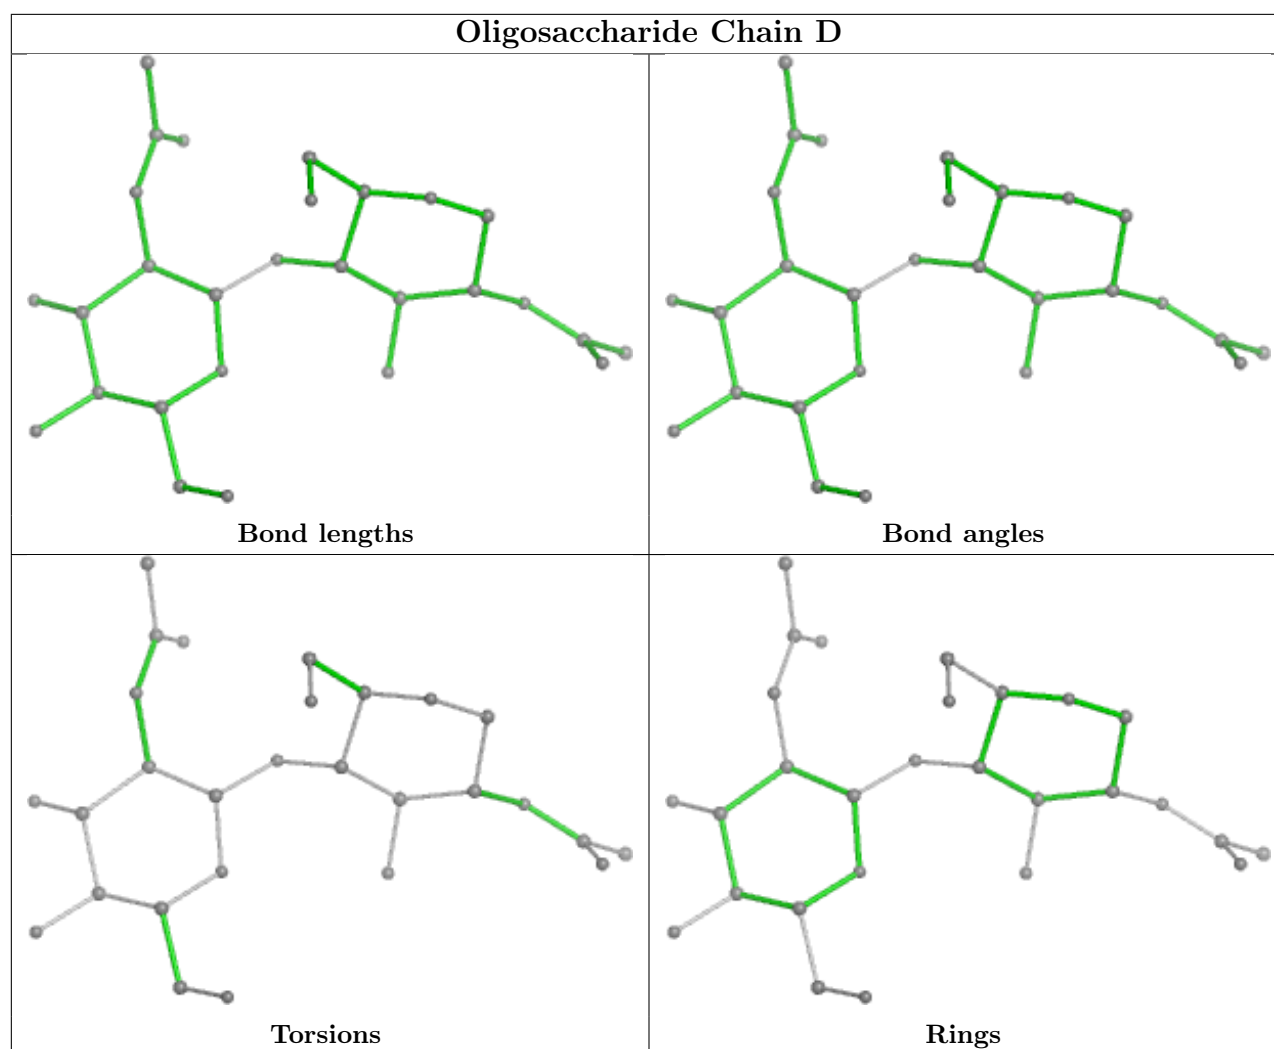 Oligosaccharide Chain D
Bond lengths
Bond angles
Torsions
Rings